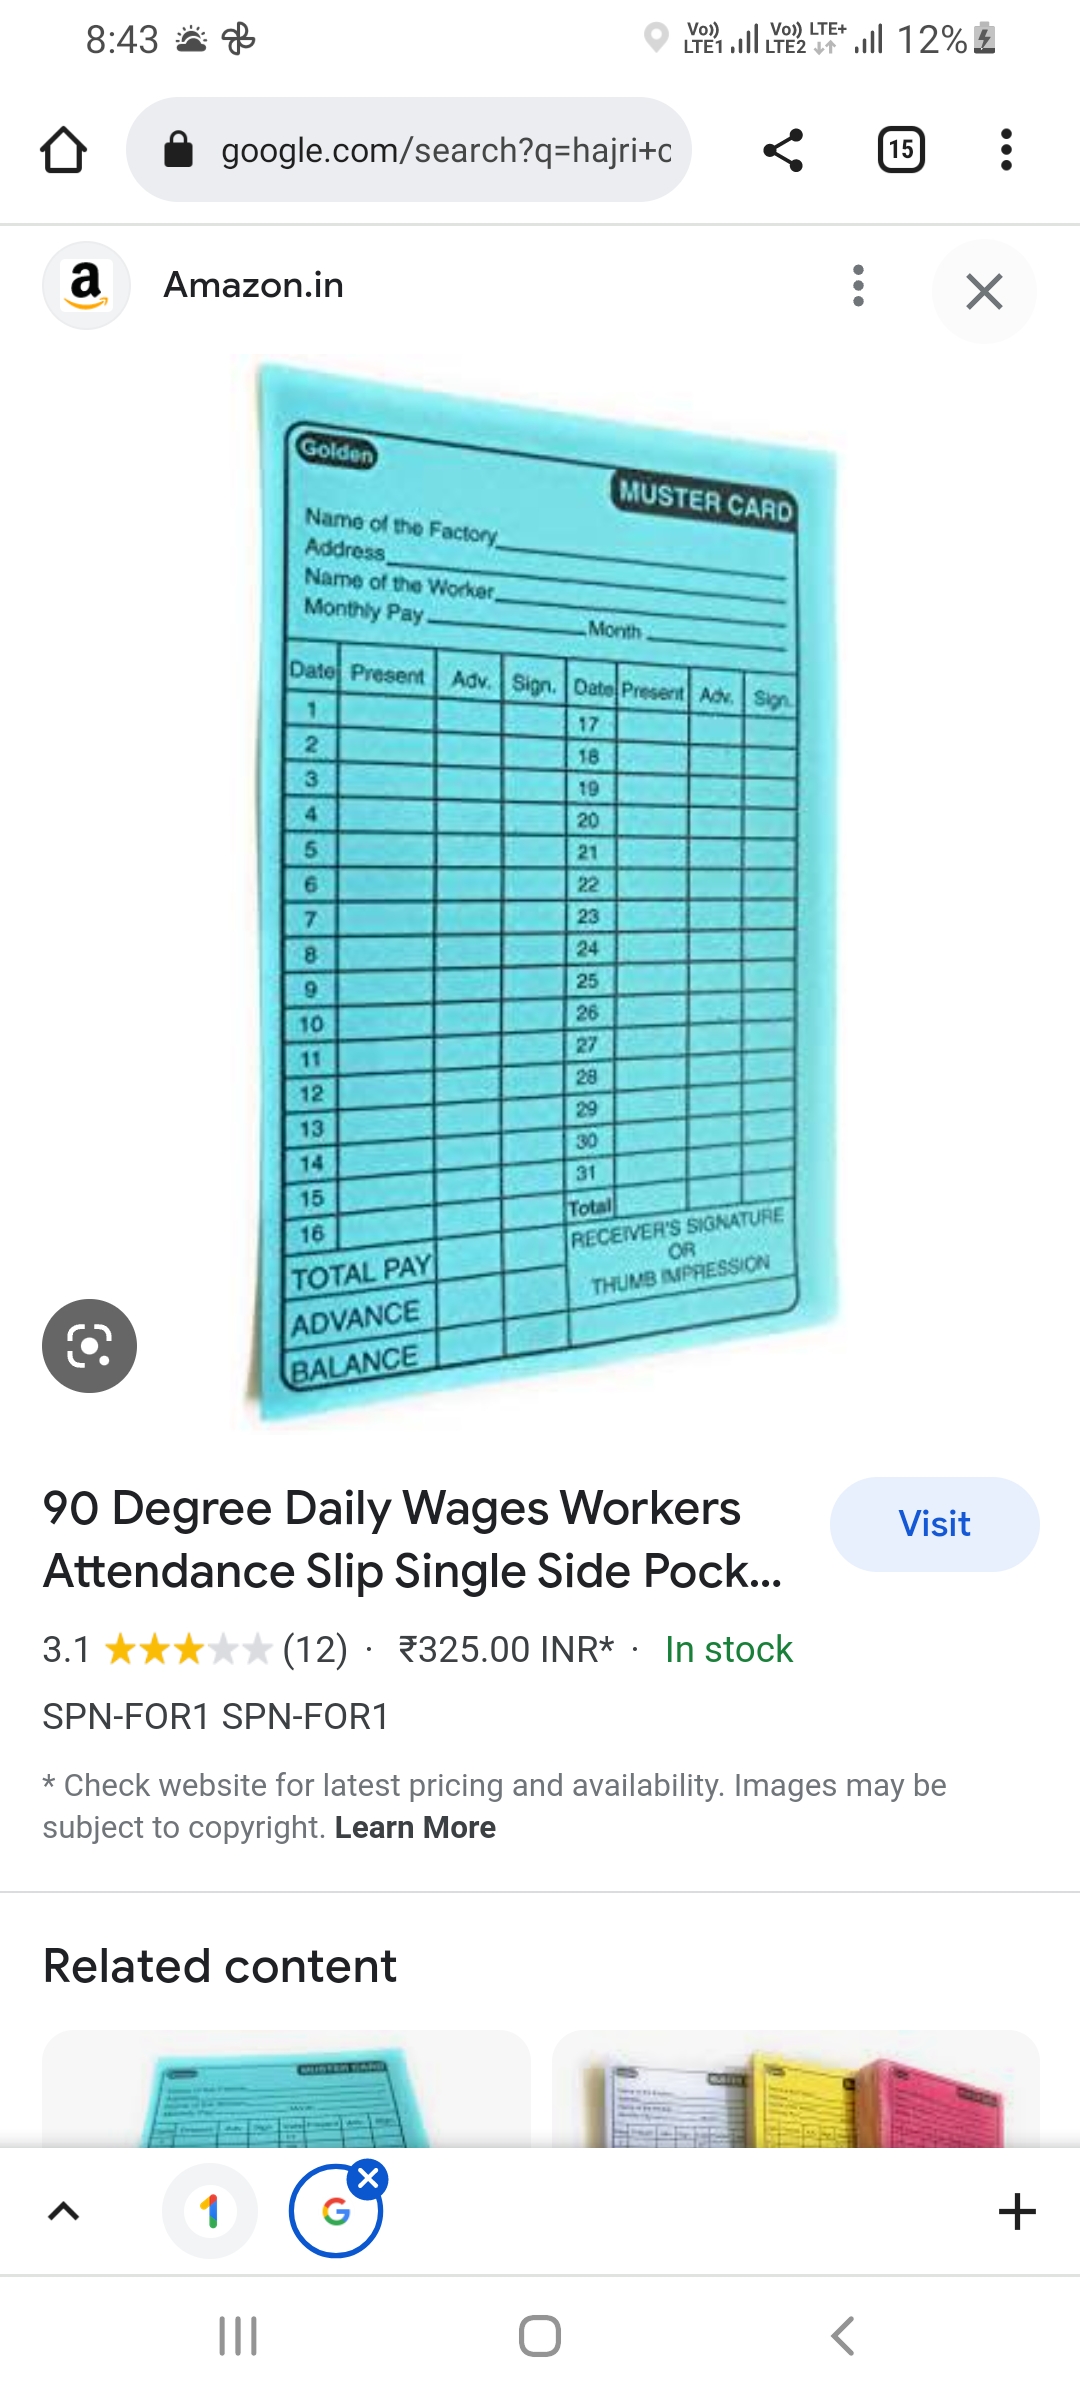 8:43
Vo)) LTE1 Vo)) LTE2 LTE+ 12%
google.com/search?q=hajri+c
15
a
Amazon.in
Golden
MUSTER CARD
Name of the Factory
Address
Name of the Worker
Monthly Pay Month
Date Present Adv. Sign. Date Present Adv. Sign.
1 17
2 18
3 19
4 20
5 21
6 22
7 23
8 24
9 25
10 26
11 27
12 28
13 29
14 30
15 31
16 Total
TOTAL PAY
ADVANCE
BALANCE
RECEIVER'S SIGNATURE
OR
THUMB IMPRESSION
90 Degree Daily Wages Workers
Attendance Slip Single Side Pock...
Visit
3.1 (12) · ₹325.00 INR* · In stock
SPN-FOR1 SPN-FOR1
* Check website for latest pricing and availability. Images may be
subject to copyright. Learn More
Related content
MUSTER CARD
1
G